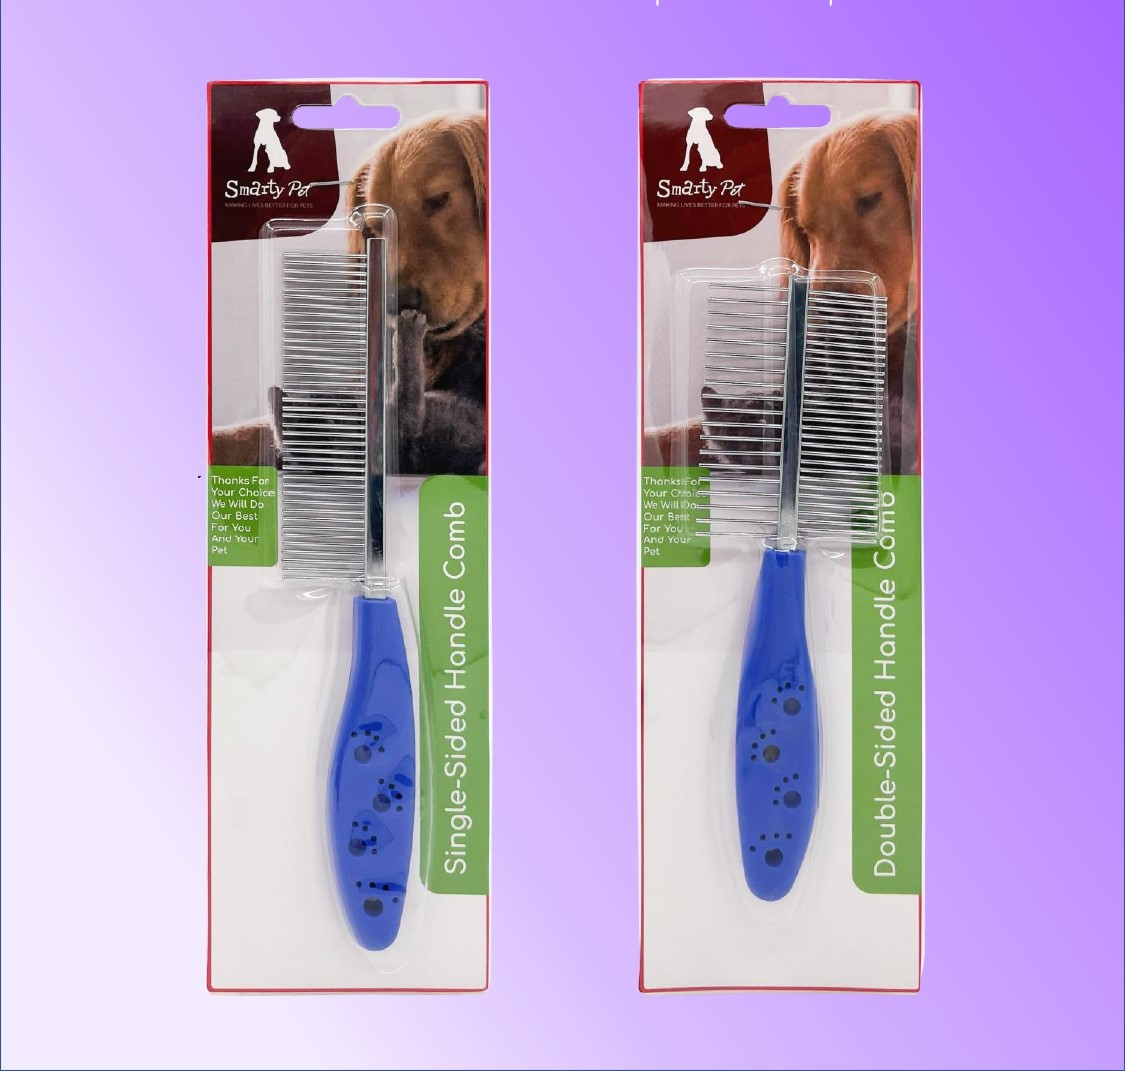 Smarty Pet
MAKING LIVES BETTER FOR PETS
Thanks For
Your Choice
We Will Do
Our Best
For You
And Your
Pet
Single-Sided Handle Comb
Smarty Pet
MAKING LIVES BETTER FOR PETS
Thanks For
Your Choice
We Will Do
Our Best
For You
And Your
Pet
Double-Sided Handle Comb